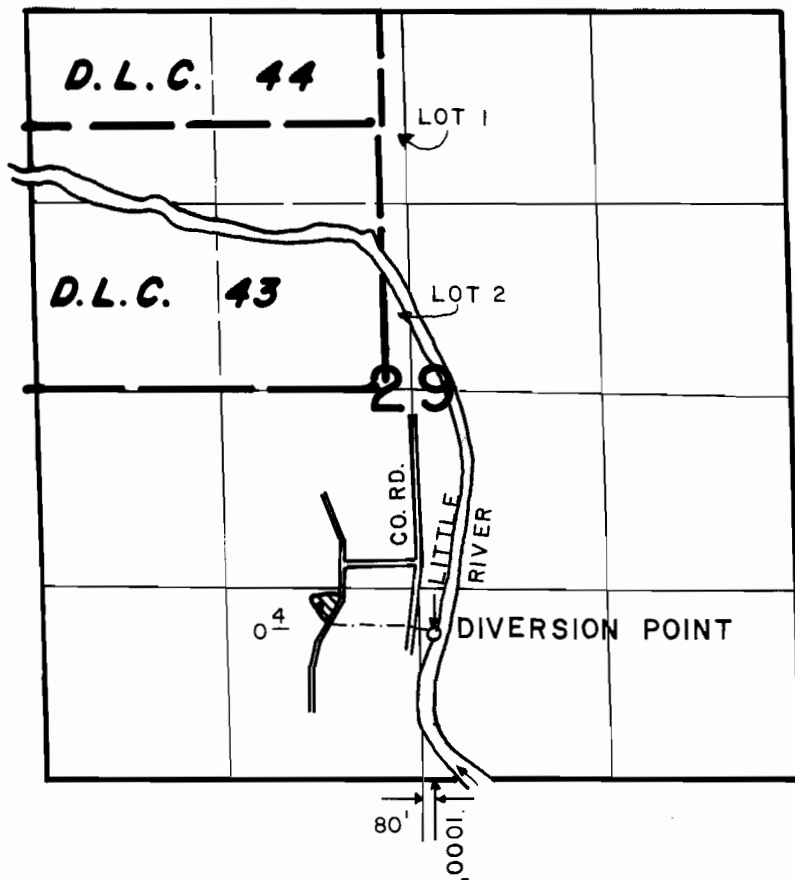 D.L.C. 44
LOT 1
D.L.C. 43
LOT 2
29
CO. RD.
LITTLE
RIVER
0 4
DIVERSION POINT
80'
1000'